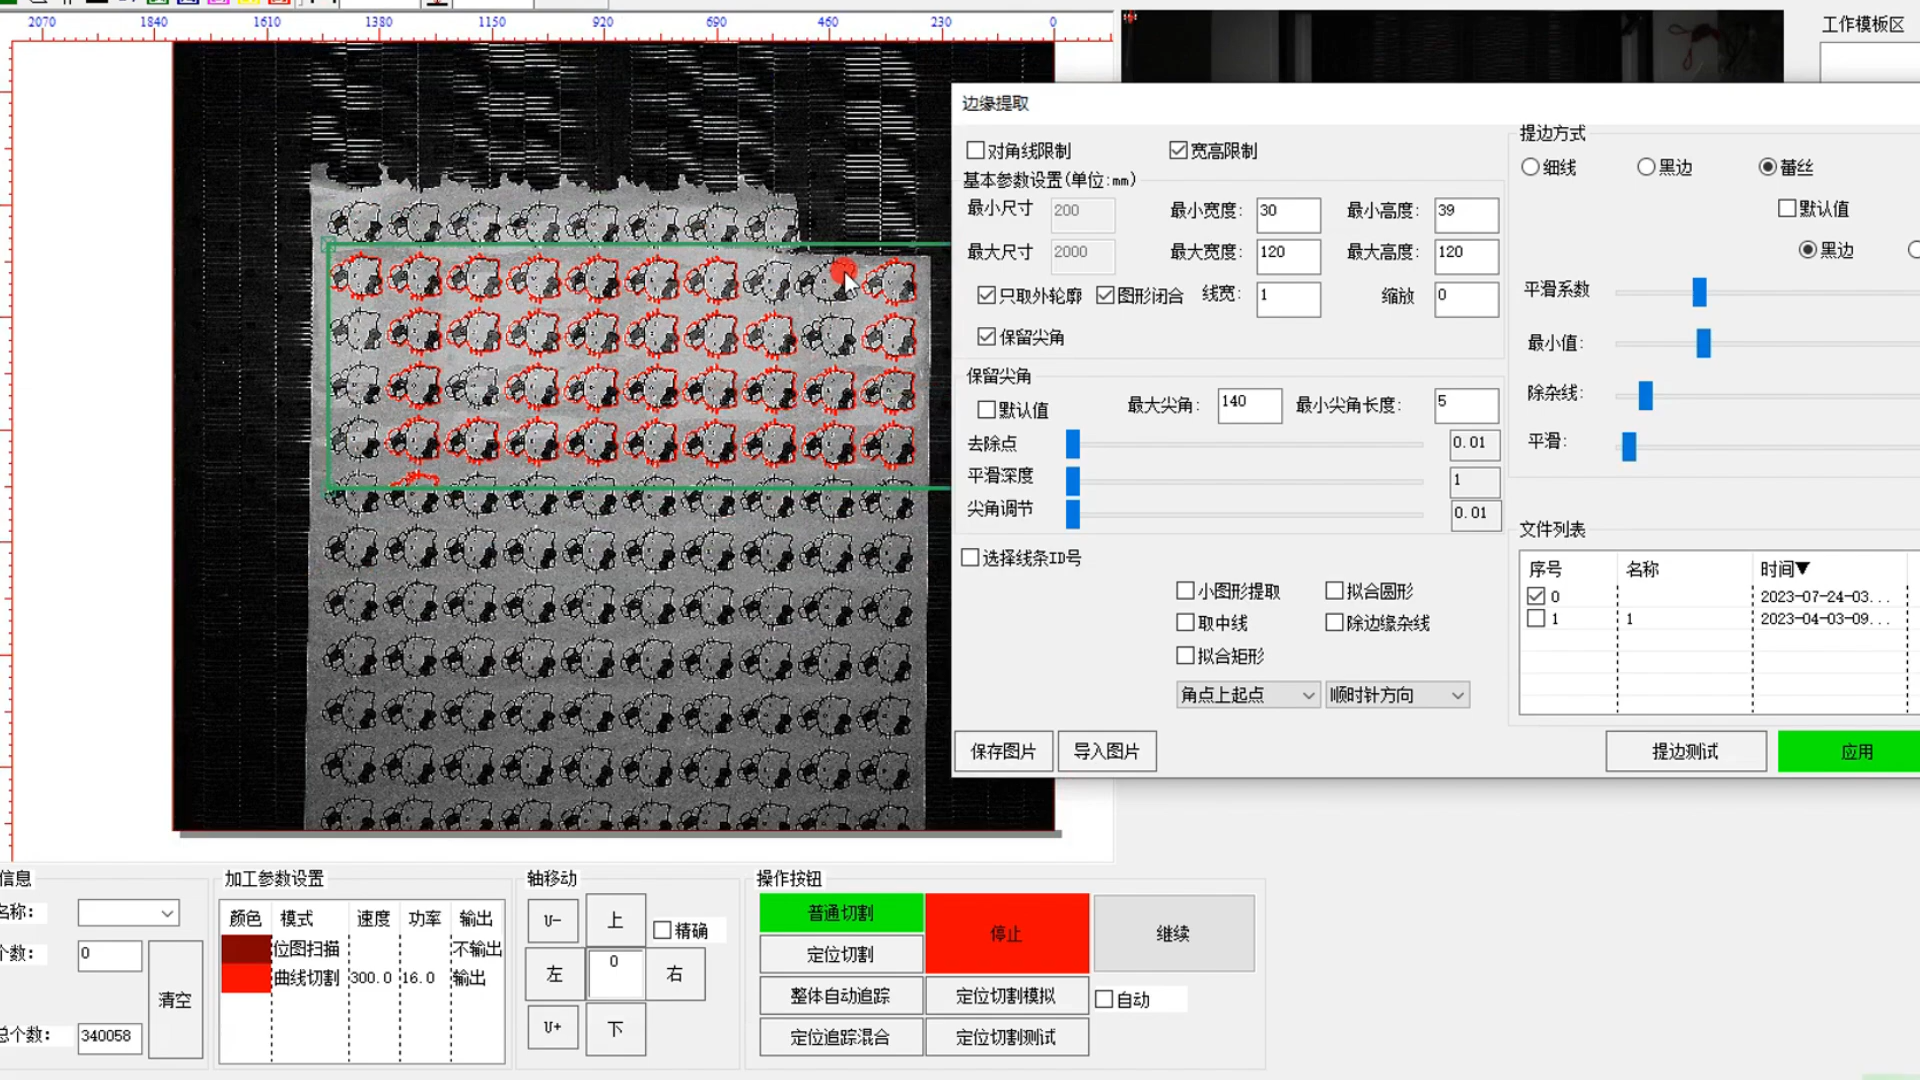 2070 1840 1610 1380 1150 920 690 460 230 0
工作模板区
边缘提取
对角线限制 宽高限制
基本参数设置(单位:mm)
最小尺寸 200 最小宽度: 30 最小高度: 39
最大尺寸 2000 最大宽度: 120 最大高度: 120
只取外轮廓 图形闭合 线宽: 1 缩放 0
保留尖角
保留尖角
默认值 最大尖角: 140 最小尖角长度: 5
去除点 0.01
平滑深度 1
尖角调节 0.01
选择线条ID号
小图形提取 拟合圆形
取中线 除边缘杂线
拟合矩形
角点上起点 顺时针方向
保存图片 导入图片
提边方式
细线 黑边 蕾丝
默认值
黑边
平滑系数
最小值:
除杂线:
平滑:
文件列表
序号 名称 时间▼
0 2023-07-24-03...
1 1 2023-04-03-09...
提边测试 应用
信息
名称:
个数: 0
清空
总个数: 340058
加工参数设置
颜色 模式 速度 功率 输出
位图扫描 不输出
曲线切割 300.0 16.0 输出
轴移动
U- 上 精确
左 0 右
U+ 下
操作按钮
普通切割 停止 继续
定位切割
整体自动追踪 定位切割模拟 自动
定位追踪混合 定位切割测试